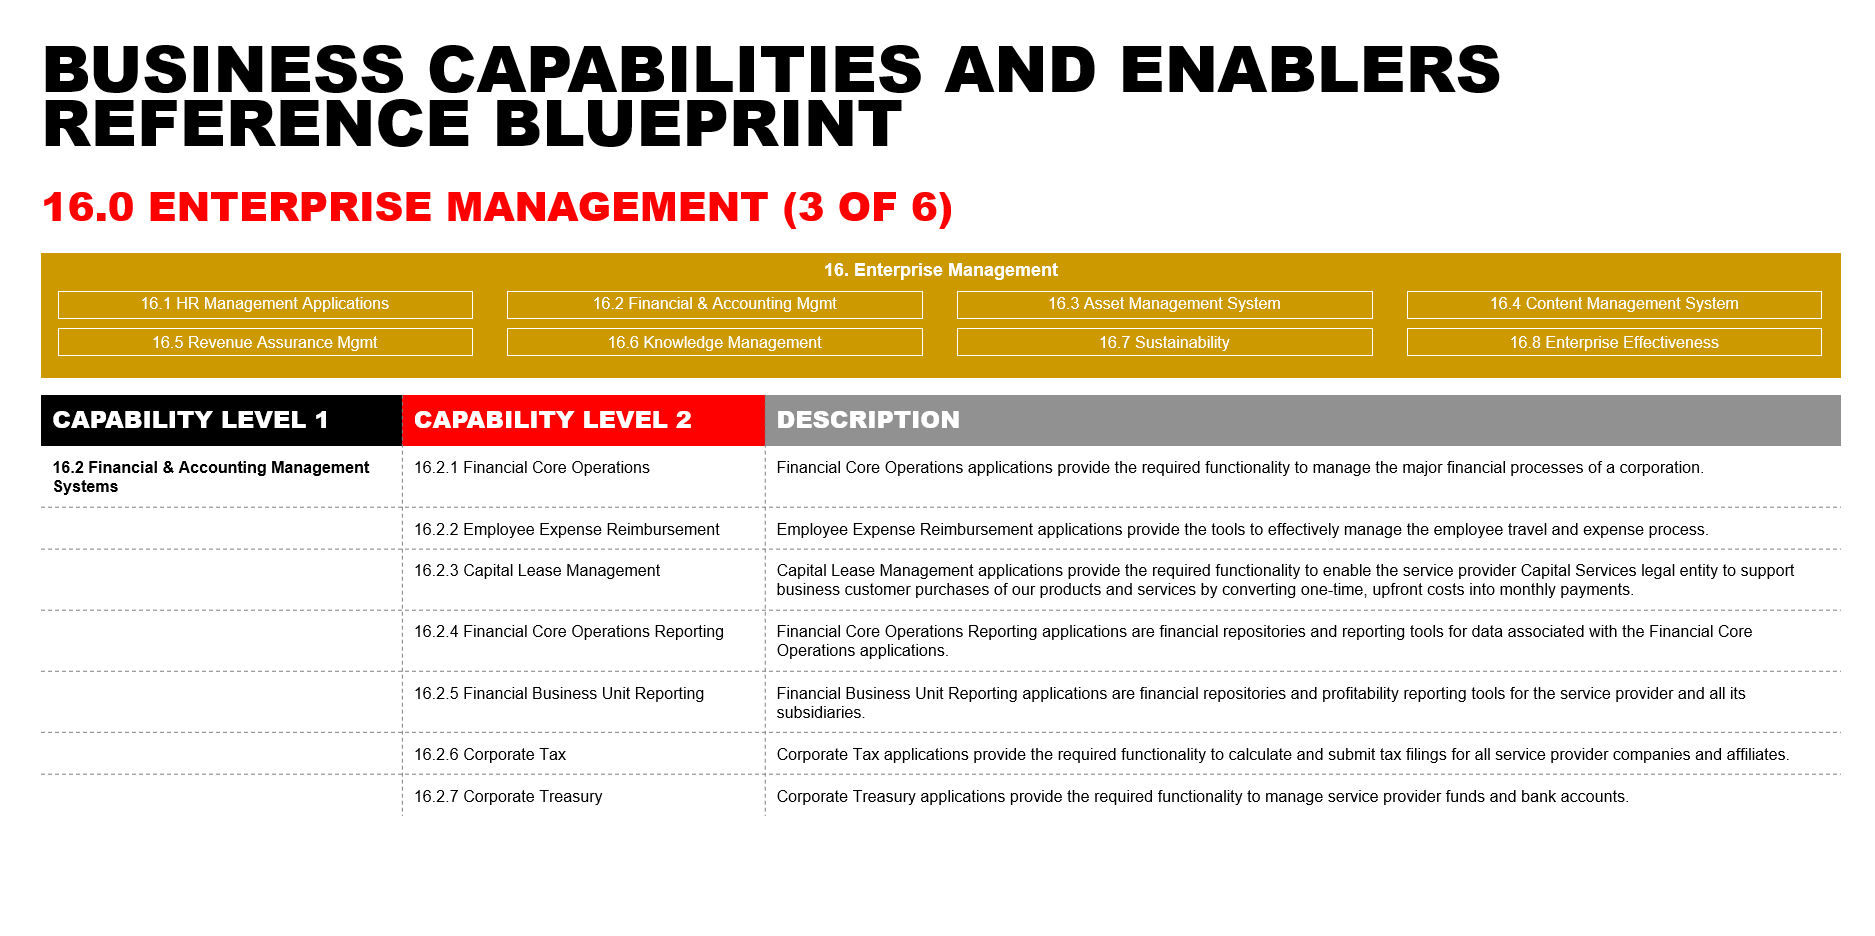 BUSINESS CAPABILITIES AND ENABLERS
REFERENCE BLUEPRINT
16.0 ENTERPRISE MANAGEMENT (3 OF 6)
16. Enterprise Management
16.1 HR Management Applications
16.2 Financial & Accounting Mgmt
16.3 Asset Management System
16.4 Content Management System
16.5 Revenue Assurance Mgmt
16.6 Knowledge Management
16.7 Sustainability
16.8 Enterprise Effectiveness
CAPABILITY LEVEL 1
CAPABILITY LEVEL 2
DESCRIPTION
16.2 Financial & Accounting Management
Systems
16.2.1 Financial Core Operations
Financial Core Operations applications provide the required functionality to manage the major financial processes of a corporation.
16.2.2 Employee Expense Reimbursement
Employee Expense Reimbursement applications provide the tools to effectively manage the employee travel and expense process.
16.2.3 Capital Lease Management
Capital Lease Management applications provide the required functionality to enable the service provider Capital Services legal entity to support
business customer purchases of our products and services by converting one-time, upfront costs into monthly payments.
16.2.4 Financial Core Operations Reporting
Financial Core Operations Reporting applications are financial repositories and reporting tools for data associated with the Financial Core
Operations applications.
16.2.5 Financial Business Unit Reporting
Financial Business Unit Reporting applications are financial repositories and profitability reporting tools for the service provider and all its
subsidiaries.
16.2.6 Corporate Tax
Corporate Tax applications provide the required functionality to calculate and submit tax filings for all service provider companies and affiliates.
16.2.7 Corporate Treasury
Corporate Treasury applications provide the required functionality to manage service provider funds and bank accounts.